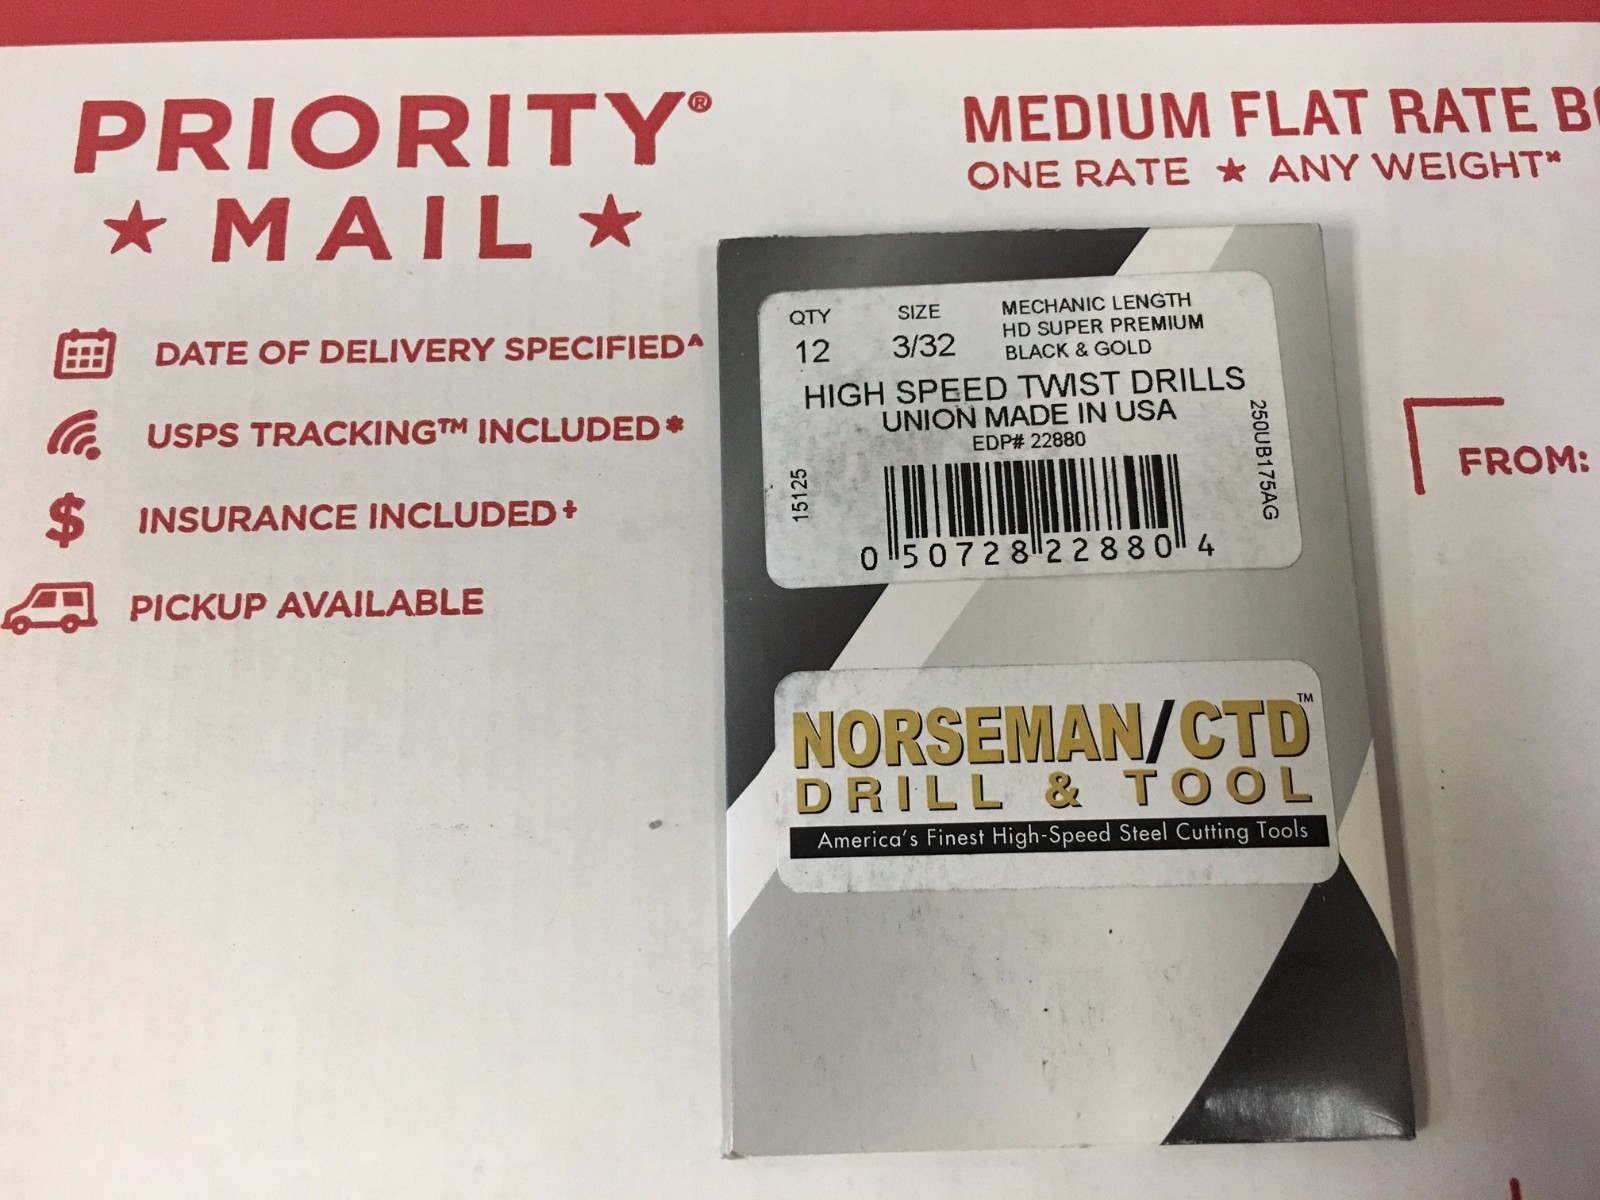 PRIORITY®
★ MAIL ★
DATE OF DELIVERY SPECIFIED^
USPS TRACKING™ INCLUDED*
$ INSURANCE INCLUDED‡
PICKUP AVAILABLE
MEDIUM FLAT RATE
ONE RATE ★ ANY WEIGHT*
FROM:
QTY
12
SIZE
3/32
MECHANIC LENGTH
HD SUPER PREMIUM
BLACK & GOLD
HIGH SPEED TWIST DRILLS
UNION MADE IN USA
EDP# 22880
15125
250UB175AG
0 50728 22880 4
NORSEMAN/CTD™
DRILL & TOOL
America's Finest High-Speed Steel Cutting Tools